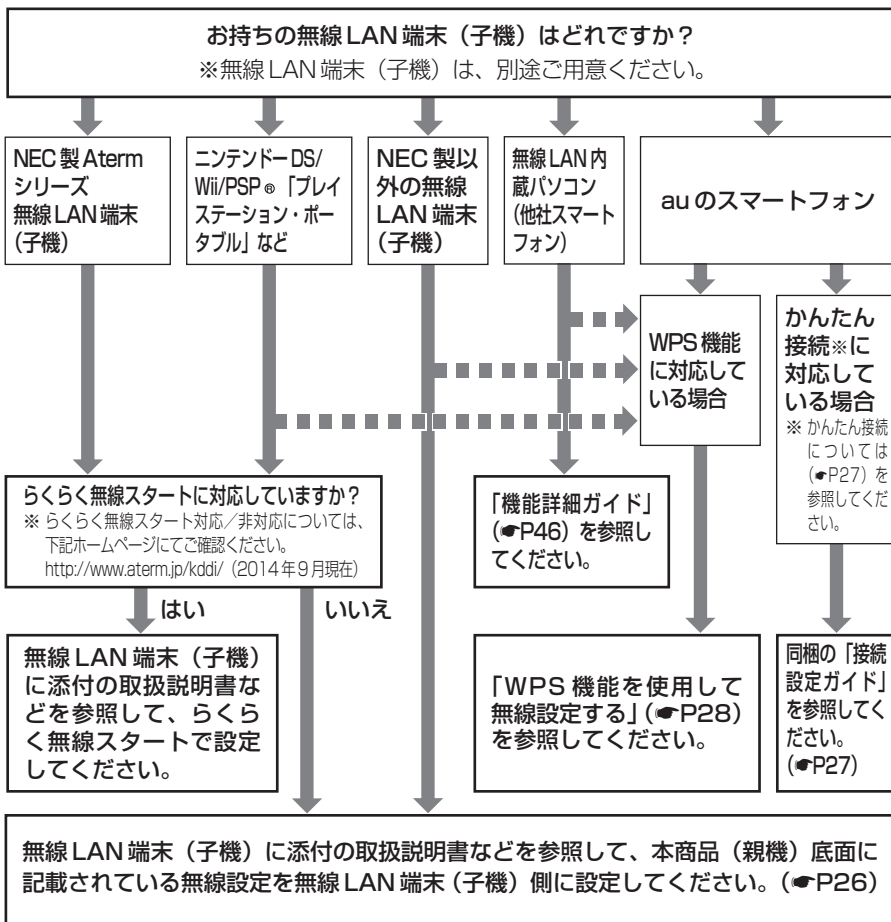 お持ちの無線LAN端末（子機）はどれですか？
※無線LAN端末（子機）は、別途ご用意ください。
NEC製Aterm
シリーズ
無線LAN端末
（子機）
ニンテンドーDS/
Wii/PSP®「プレイ
ステーション・ポー
タブル」など
NEC製以
外の無線
LAN端末
（子機）
無線LAN内
蔵パソコン
（他社スマート
フォン）
auのスマートフォン
WPS機能
に対応して
いる場合
かんたん
接続※に
対応して
いる場合
※ かんたん接続
については
（☛P27）を
参照してくだ
さい。
らくらく無線スタートに対応していますか？
※ らくらく無線スタート対応／非対応については、
下記ホームページにてご確認ください。
http://www.aterm.jp/kddi/（2014年9月現在）
「機能詳細ガイド」
（☛P46）を参照し
てください。
はい
いいえ
無線LAN端末（子機）
に添付の取扱説明書な
どを参照して、らくら
く無線スタートで設定
してください。
「WPS機能を使用して
無線設定する」（☛P28）
を参照してください。
同梱の「接続
設定ガイド」
を参照してく
ださい。
（☛P27）
無線LAN端末（子機）に添付の取扱説明書などを参照して、本商品（親機）底面に
記載されている無線設定を無線LAN端末（子機）側に設定してください。（☛P26）